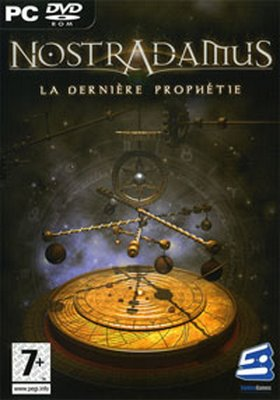 PC DVD
ROM
NOSTRADAMUS
LA DERNIÈRE PROPHÉTIE
7+
www.pegi.info